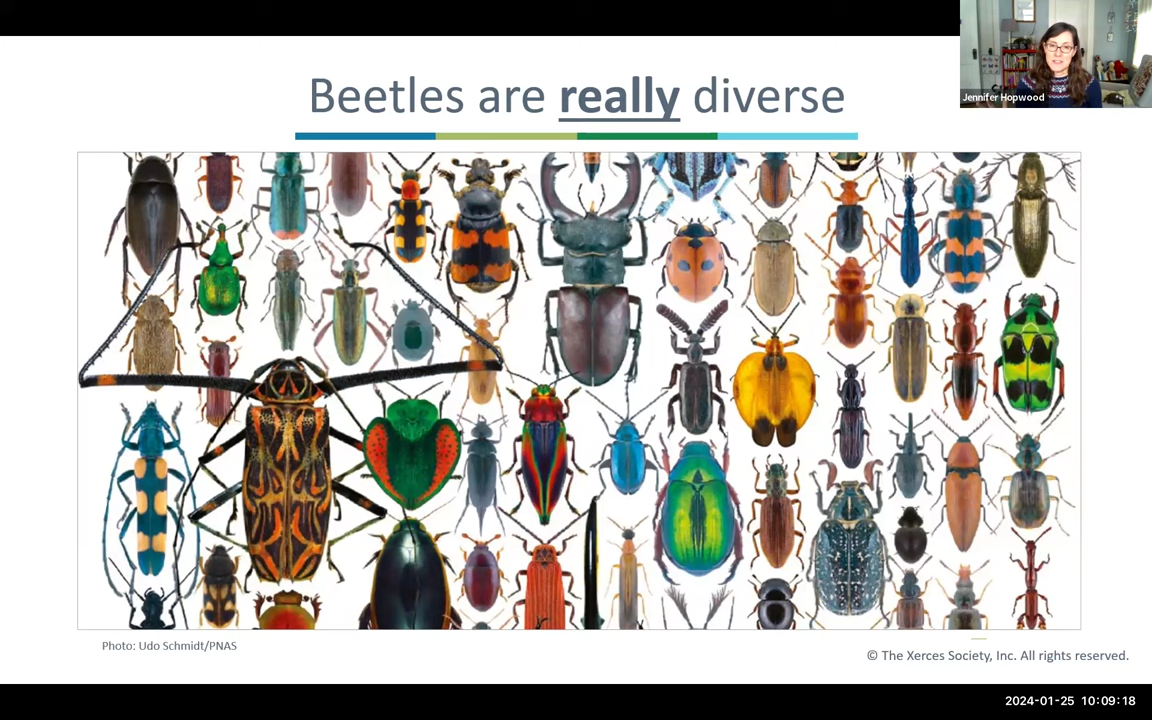 Jennifer Hopwood
Beetles are really diverse
Photo: Udo Schmidt/PNAS
© The Xerces Society, Inc. All rights reserved.
2024-01-25 10:09:18